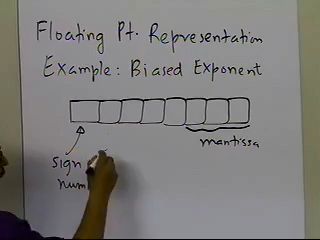 Floating Pt. Representation
Example: Biased Exponent
mantissa
sign
num